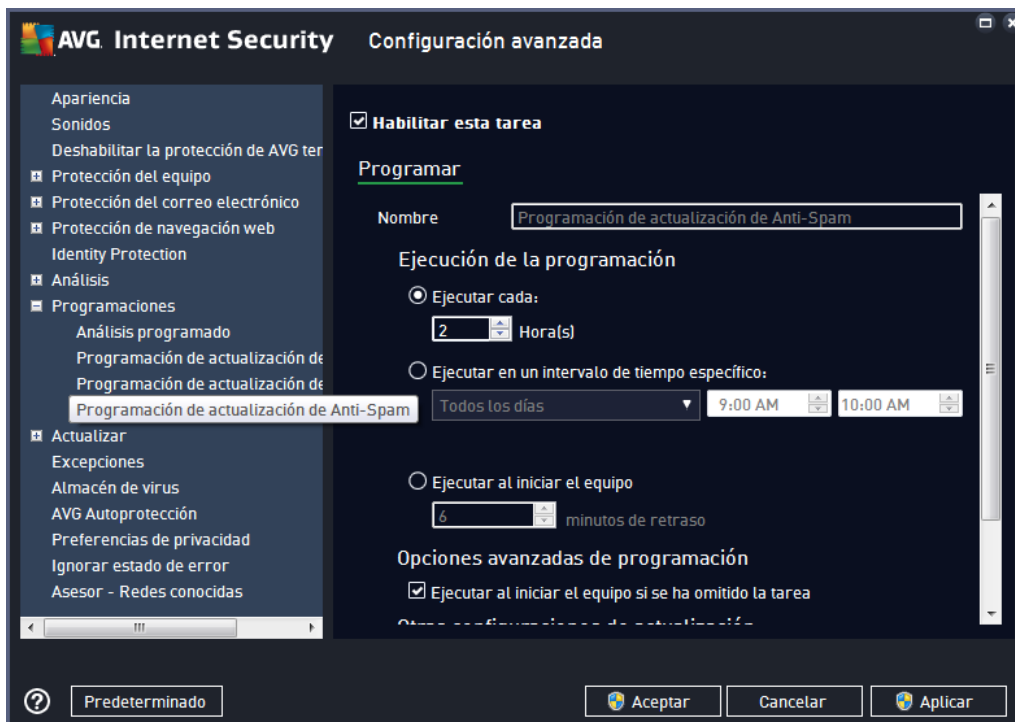 AVG. Internet Security
Configuración avanzada
Apariencia
Sonidos
Deshabilitar la protección de AVG ter
Protección del equipo
Protección del correo electrónico
Protección de navegación web
Identity Protection
Análisis
Programaciones
Análisis programado
Programación de actualización de
Programación de actualización de
Programación de actualización de Anti-Spam
Actualizar
Excepciones
Almacén de virus
AVG Autoprotección
Preferencias de privacidad
Ignorar estado de error
Asesor - Redes conocidas
Habilitar esta tarea
Programar
Nombre
Programación de actualización de Anti-Spam
Ejecución de la programación
Ejecutar cada:
2 Hora(s)
Ejecutar en un intervalo de tiempo específico:
Todos los días 9:00 AM 10:00 AM
Ejecutar al iniciar el equipo
6 minutos de retraso
Opciones avanzadas de programación
Ejecutar al iniciar el equipo si se ha omitido la tarea
Otras configuraciones de actualización
? Predeterminado Aceptar Cancelar Aplicar